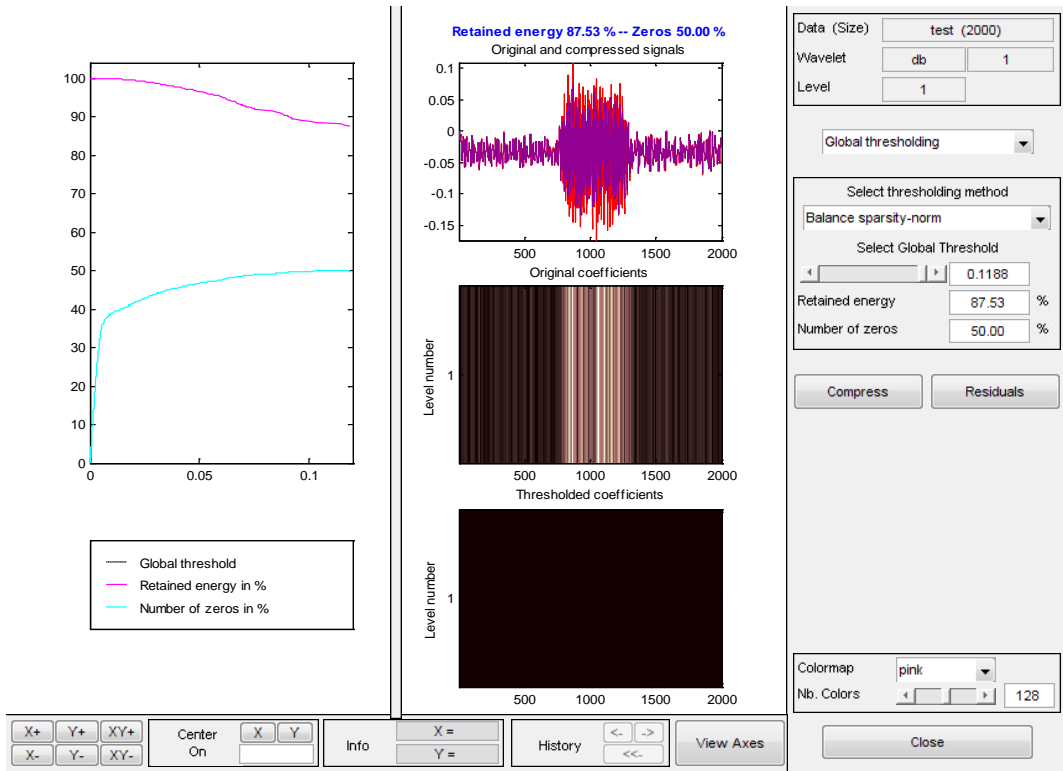 100
90
80
70
60
50
40
30
20
10
0
0 0.05 0.1
Global threshold
Retained energy in %
Number of zeros in %
Retained energy 87.53 % -- Zeros 50.00 %
Original and compressed signals
0.1
0.05
0
-0.05
-0.1
-0.15
500 1000 1500 2000
Original coefficients
Level number
1
500 1000 1500 2000
Thresholded coefficients
Level number
1
500 1000 1500 2000
Data (Size) test (2000)
Wavelet db 1
Level 1
Global thresholding
Select thresholding method
Balance sparsity-norm
Select Global Threshold
0.1188
Retained energy 87.53 %
Number of zeros 50.00 %
Compress Residuals
Colormap pink
Nb. Colors 128
X+ Y+ XY+
X- Y- XY-
Center On X Y
Info X = Y =
History <- -> <<-
View Axes
Close